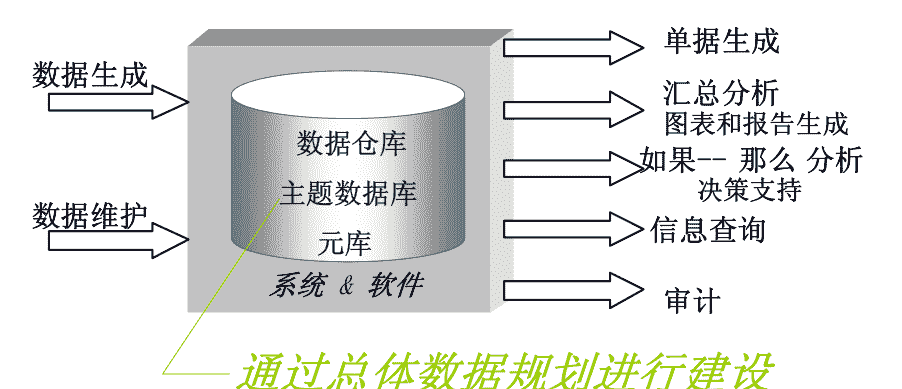 数据生成
数据维护
数据仓库
主题数据库
元库
系统 & 软件
单据生成
汇总分析
图表和报告生成
如果-- 那么 分析
决策支持
信息查询
审计
通过总体数据规划进行建设